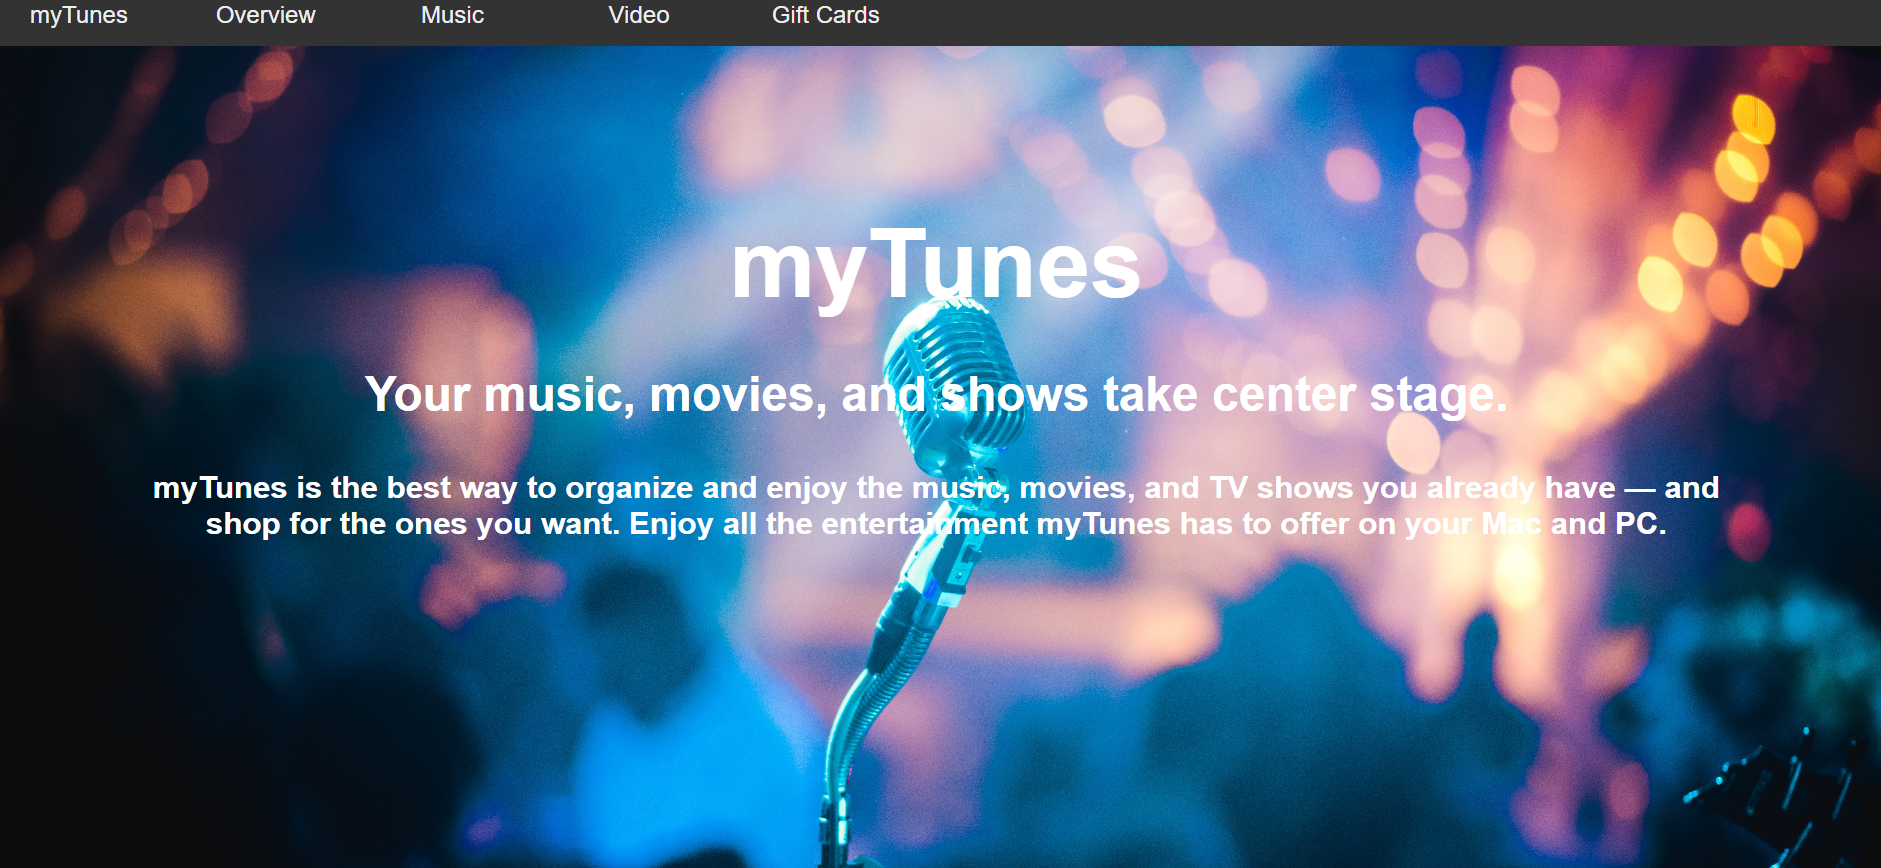 myTunes Overview Music Video Gift Cards
myTunes
Your music, movies, and shows take center stage.
myTunes is the best way to organize and enjoy the music, movies, and TV shows you already have — and
shop for the ones you want. Enjoy all the entertainment myTunes has to offer on your Mac and PC.